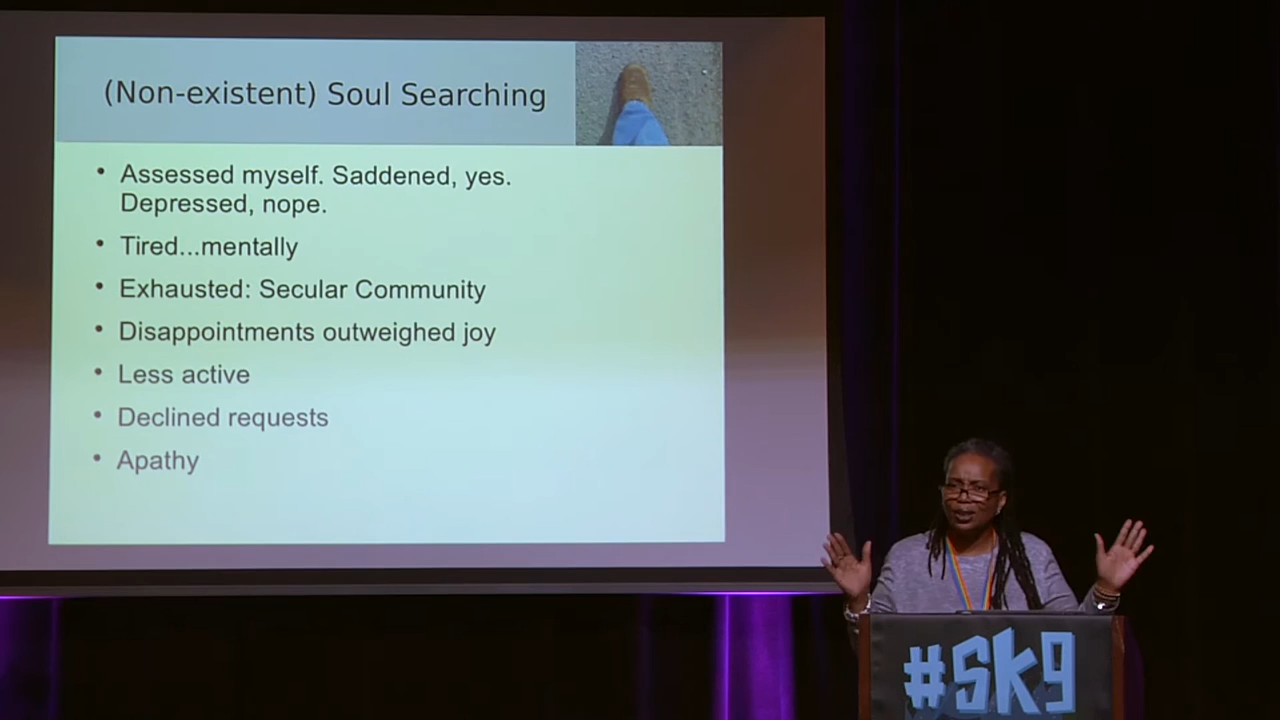 (Non-existent) Soul Searching
• Assessed myself. Saddened, yes.
Depressed, nope.
• Tired...mentally
• Exhausted: Secular Community
• Disappointments outweighed joy
• Less active
• Declined requests
• Apathy
#SK9